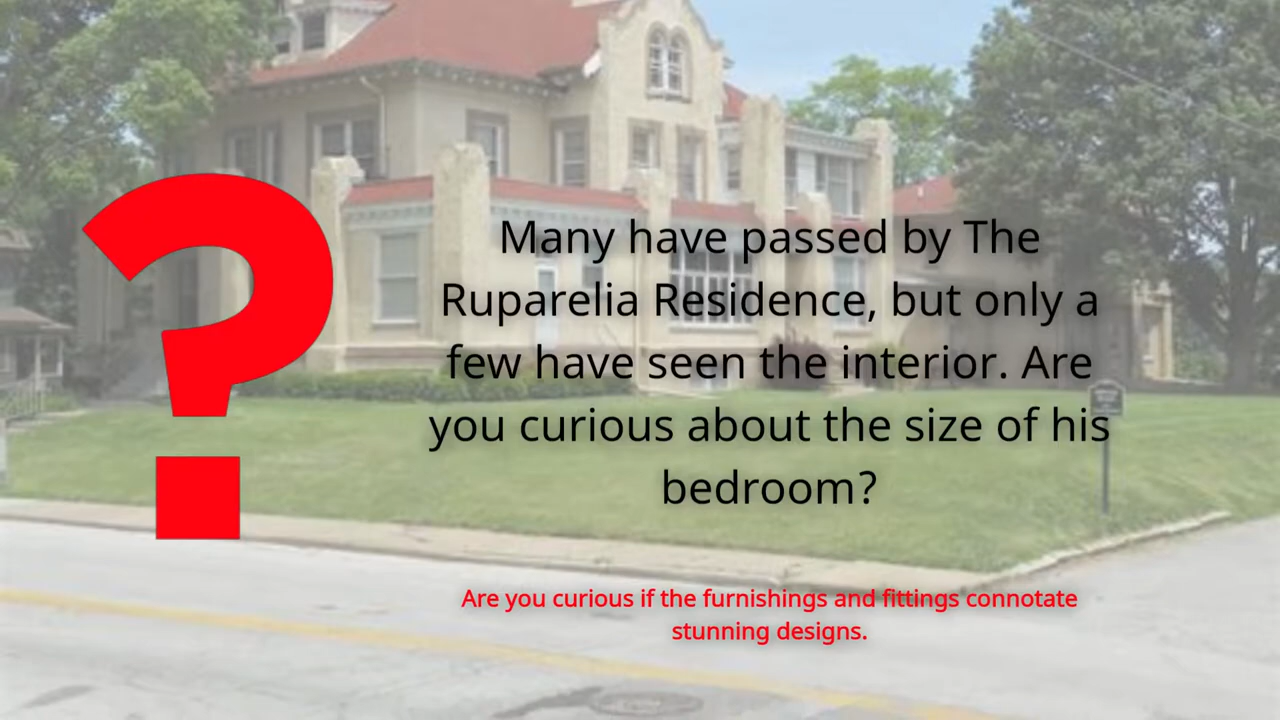 Many have passed by The
Ruparelia Residence, but only a
few have seen the interior. Are
you curious about the size of his
bedroom?
Are you curious if the furnishings and fittings connotate
stunning designs.